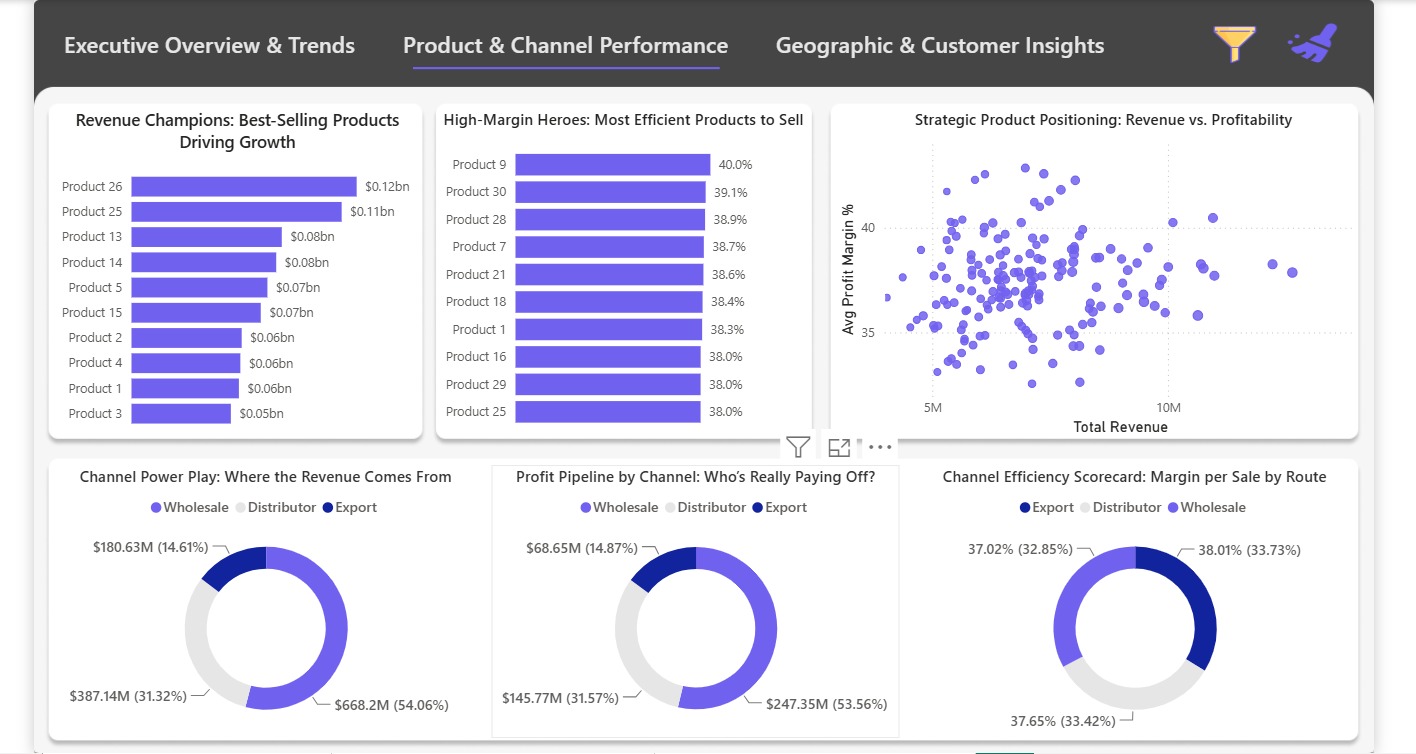 Executive Overview & Trends
Product & Channel Performance
Geographic & Customer Insights
Revenue Champions: Best-Selling Products
Driving Growth
Product 26 $0.12bn
Product 25 $0.11bn
Product 13 $0.08bn
Product 14 $0.08bn
Product 5 $0.07bn
Product 15 $0.07bn
Product 2 $0.06bn
Product 4 $0.06bn
Product 1 $0.06bn
Product 3 $0.05bn
High-Margin Heroes: Most Efficient Products to Sell
Product 9 40.0%
Product 30 39.1%
Product 28 38.9%
Product 7 38.7%
Product 21 38.6%
Product 18 38.4%
Product 1 38.3%
Product 16 38.0%
Product 29 38.0%
Product 25 38.0%
Strategic Product Positioning: Revenue vs. Profitability
Avg Profit Margin %
40
35
5M 10M
Total Revenue
Channel Power Play: Where the Revenue Comes From
Wholesale Distributor Export
$180.63M (14.61%)
$387.14M (31.32%)
$668.2M (54.06%)
Profit Pipeline by Channel: Who's Really Paying Off?
Wholesale Distributor Export
$68.65M (14.87%)
$145.77M (31.57%)
$247.35M (53.56%)
Channel Efficiency Scorecard: Margin per Sale by Route
Export Distributor Wholesale
37.02% (32.85%)
38.01% (33.73%)
37.65% (33.42%)